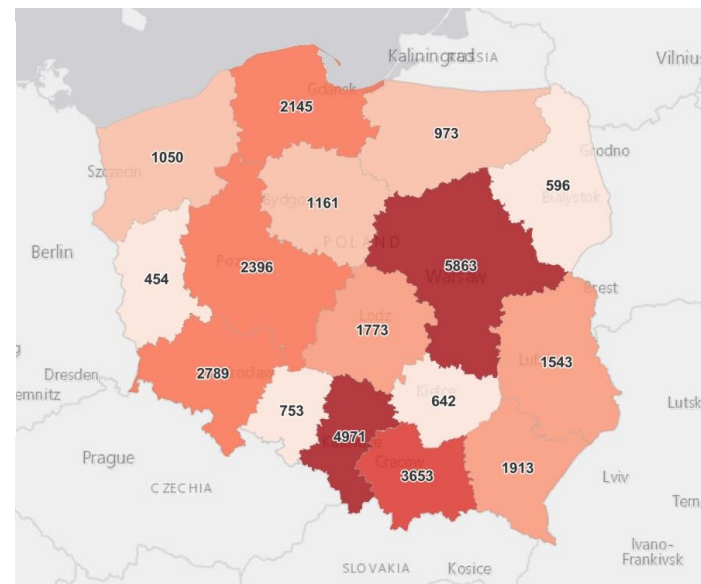 Kaliningrad
RUSSIA
Vilnius
Gdansk
2145
973
1050
Szczecin
Grodno
596
Bialystok
Bydgo
1161
POLAND
Berlin
454
Poz
2396
5863
Warsaw
Brest
Lodz
1773
Lub
1543
2789
roclaw
Dresden
emnitz
Kielce
642
Lutsk
753
4971
Cracow
3653
1913
Prague
Lviv
CZECHIA
Tern
Ivano-
Frankivsk
SLOVAKIA
Kosice